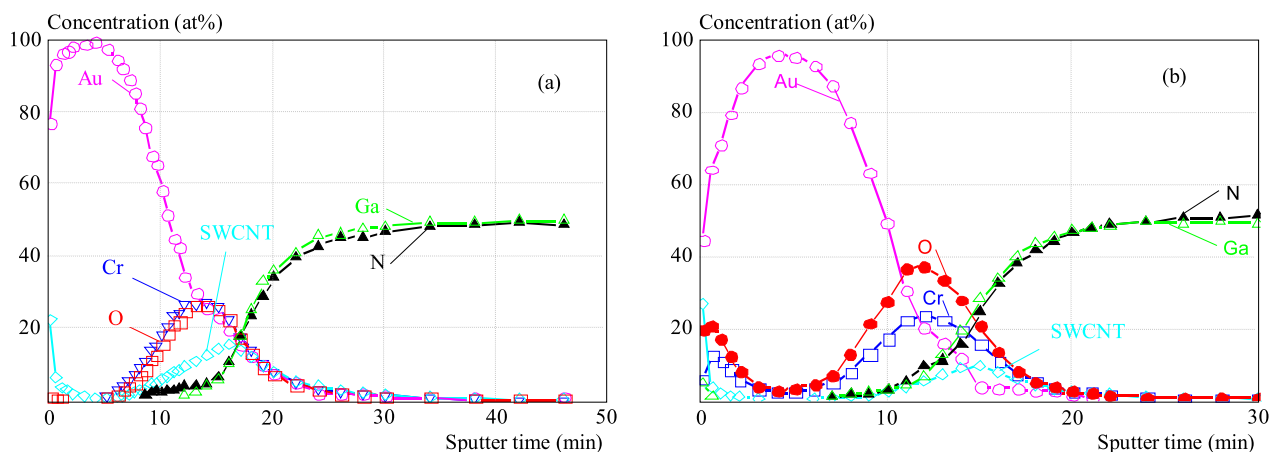 Concentration (at%)
100
80
60
40
20
Au
(a)
Ga
SWCNT
N
Cr
O
0
10
20
30
40
50
Sputter time (min)
Concentration (at%)
100
80
60
40
20
Au
(b)
N
O
Ga
Cr
SWCNT
0
10
20
30
Sputter time (min)